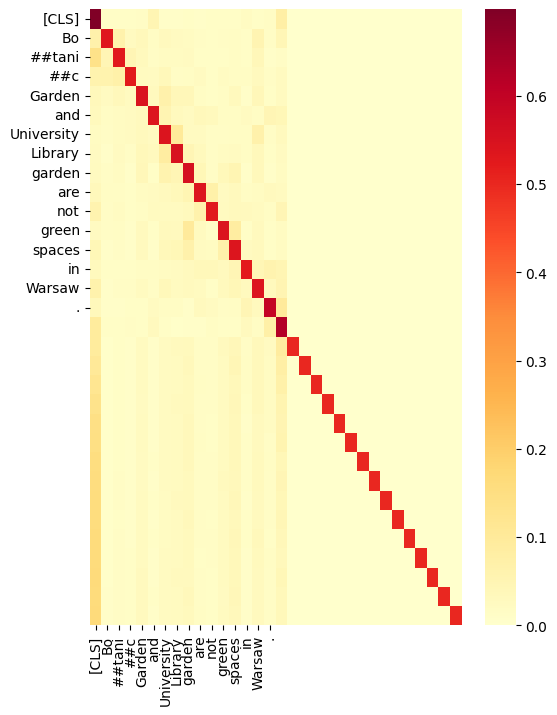 [CLS]
Bo
##tani
##c
Garden
and
University
Library
garden
are
not
green
spaces
in
Warsaw
.
[CLS]
Bo
##tani
##c
Garden
and
University
Library
garden
are
not
green
spaces
in
Warsaw
.
0.6
0.5
0.4
0.3
0.2
0.1
0.0